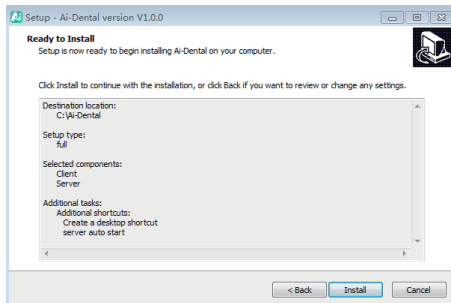 Setup - Ai-Dental version V1.0.0
Ready to Install
Setup is now ready to begin installing Ai-Dental on your computer.
Click Install to continue with the installation, or click Back if you want to review or change any settings.
Destination location:
C:\Ai-Dental
Setup type:
full
Selected components:
Client
Server
Additional tasks:
Additional shortcuts:
Create a desktop shortcut
server auto start
< Back
Install
Cancel